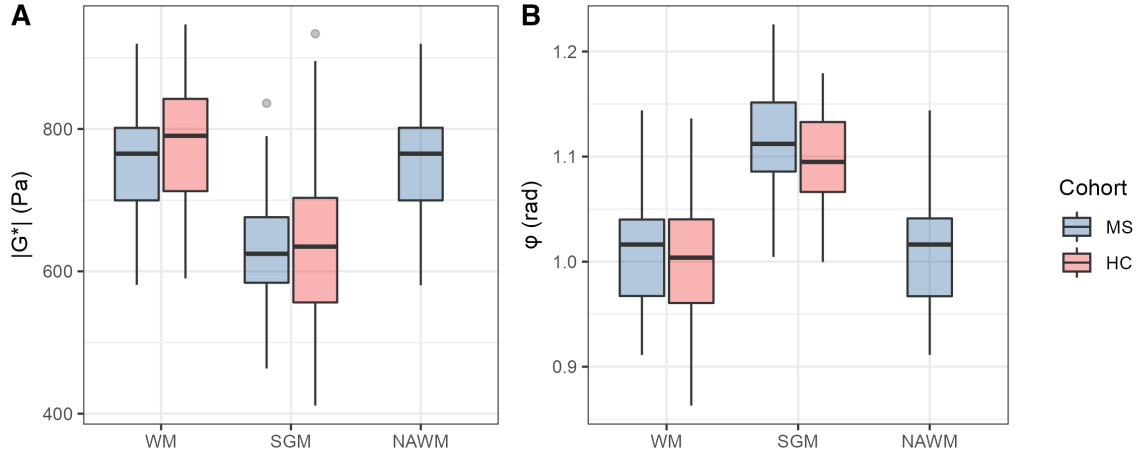 A
|G*| (Pa)
800
600
400
WM SGM NAWM
B
φ (rad)
1.2
1.1
1.0
0.9
WM SGM NAWM
Cohort
MS
HC